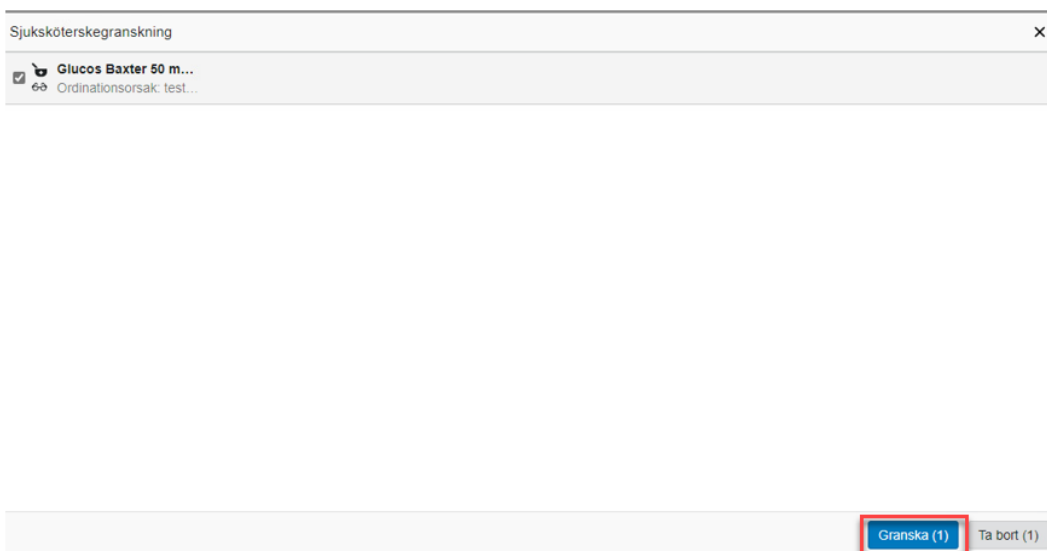 Sjuksköterskegranskning
Glucos Baxter 50 m...
Ordinationsorsak: test...
Granska (1)
Ta bort (1)